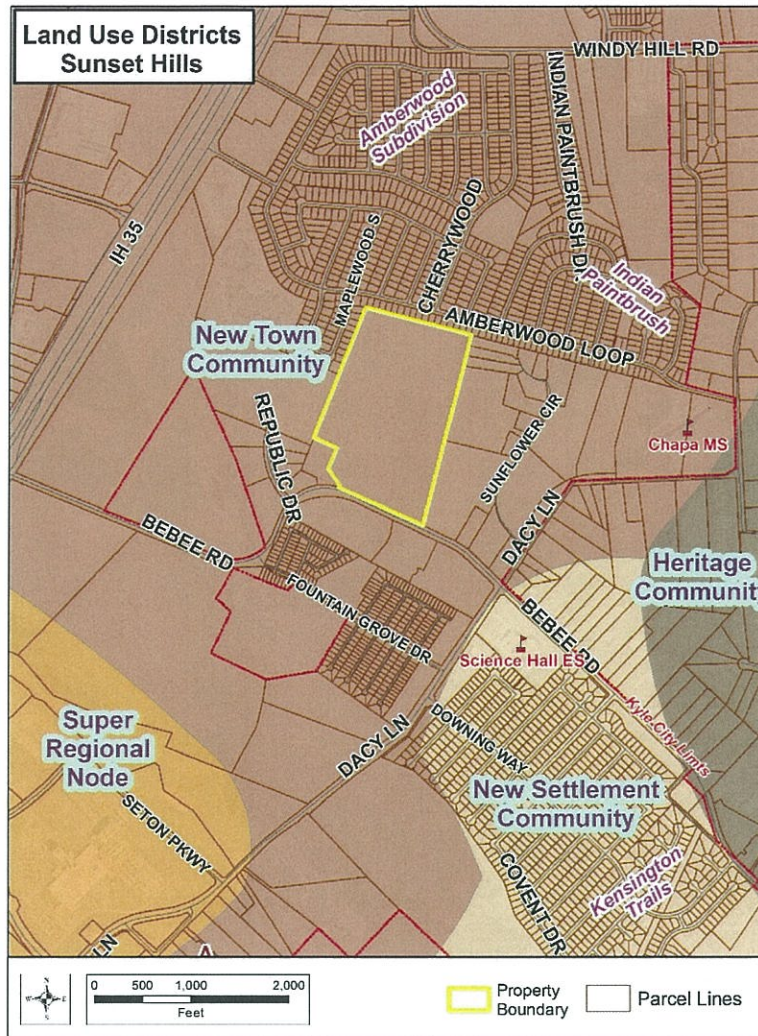 Land Use Districts
Sunset Hills
WINDY HILL RD
INDIAN PAINTBRUSH D
Amberwood
Subdivision
IH 35
CHERRYWOOD
MAPLEWOOD S
Indian
Paintbrush
AMBERWOOD LOOP
New Town
Community
REPUBLIC DR
SUNFLOWER CIR
Chapa MS
DACY LN
BEBEE RD
Heritage
Community
FOUNTAIN GROVE DR
BEBEE RD
Science Hall ES
Kyle City Limts
Super
Regional
Node
DACY LN
DOWNING WAY
New Settlement
Community
SETON PKWY
COVENT DR
Kensington
Trails
LN
N
W
E
S
0 500 1,000 2,000
Feet
Property
Boundary
Parcel Lines